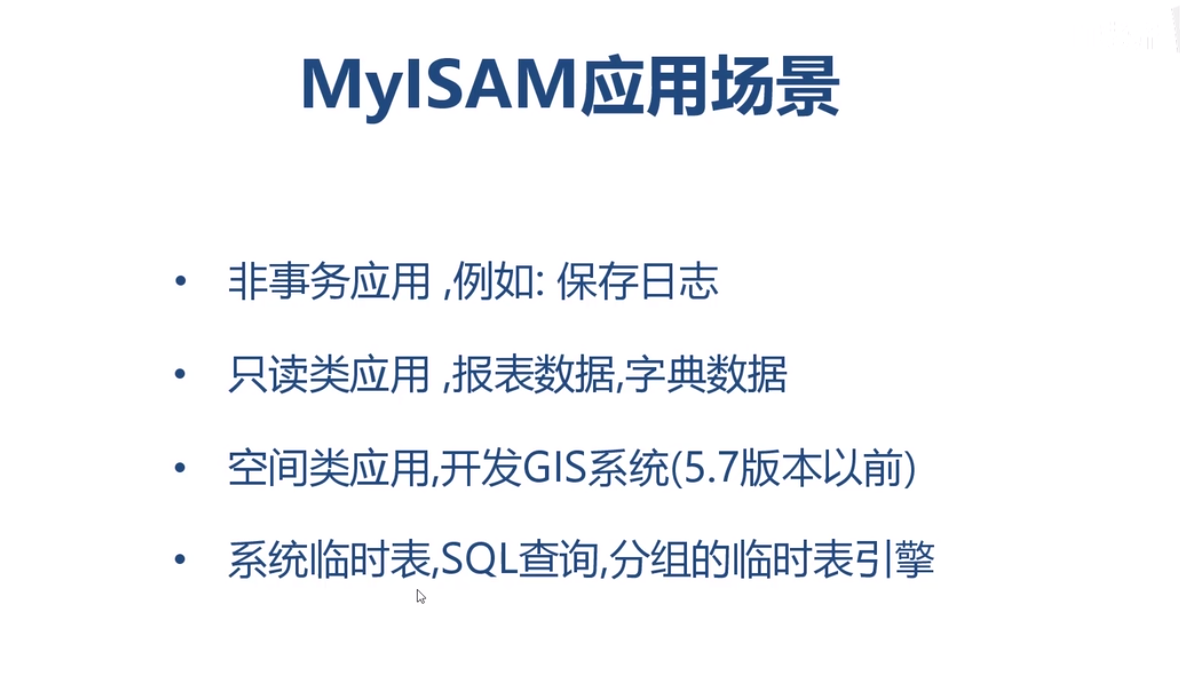 MyISAM应用场景
• 非事务应用 ,例如: 保存日志
• 只读类应用 ,报表数据,字典数据
• 空间类应用,开发GIS系统(5.7版本以前)
• 系统临时表,SQL查询,分组的临时表引擎